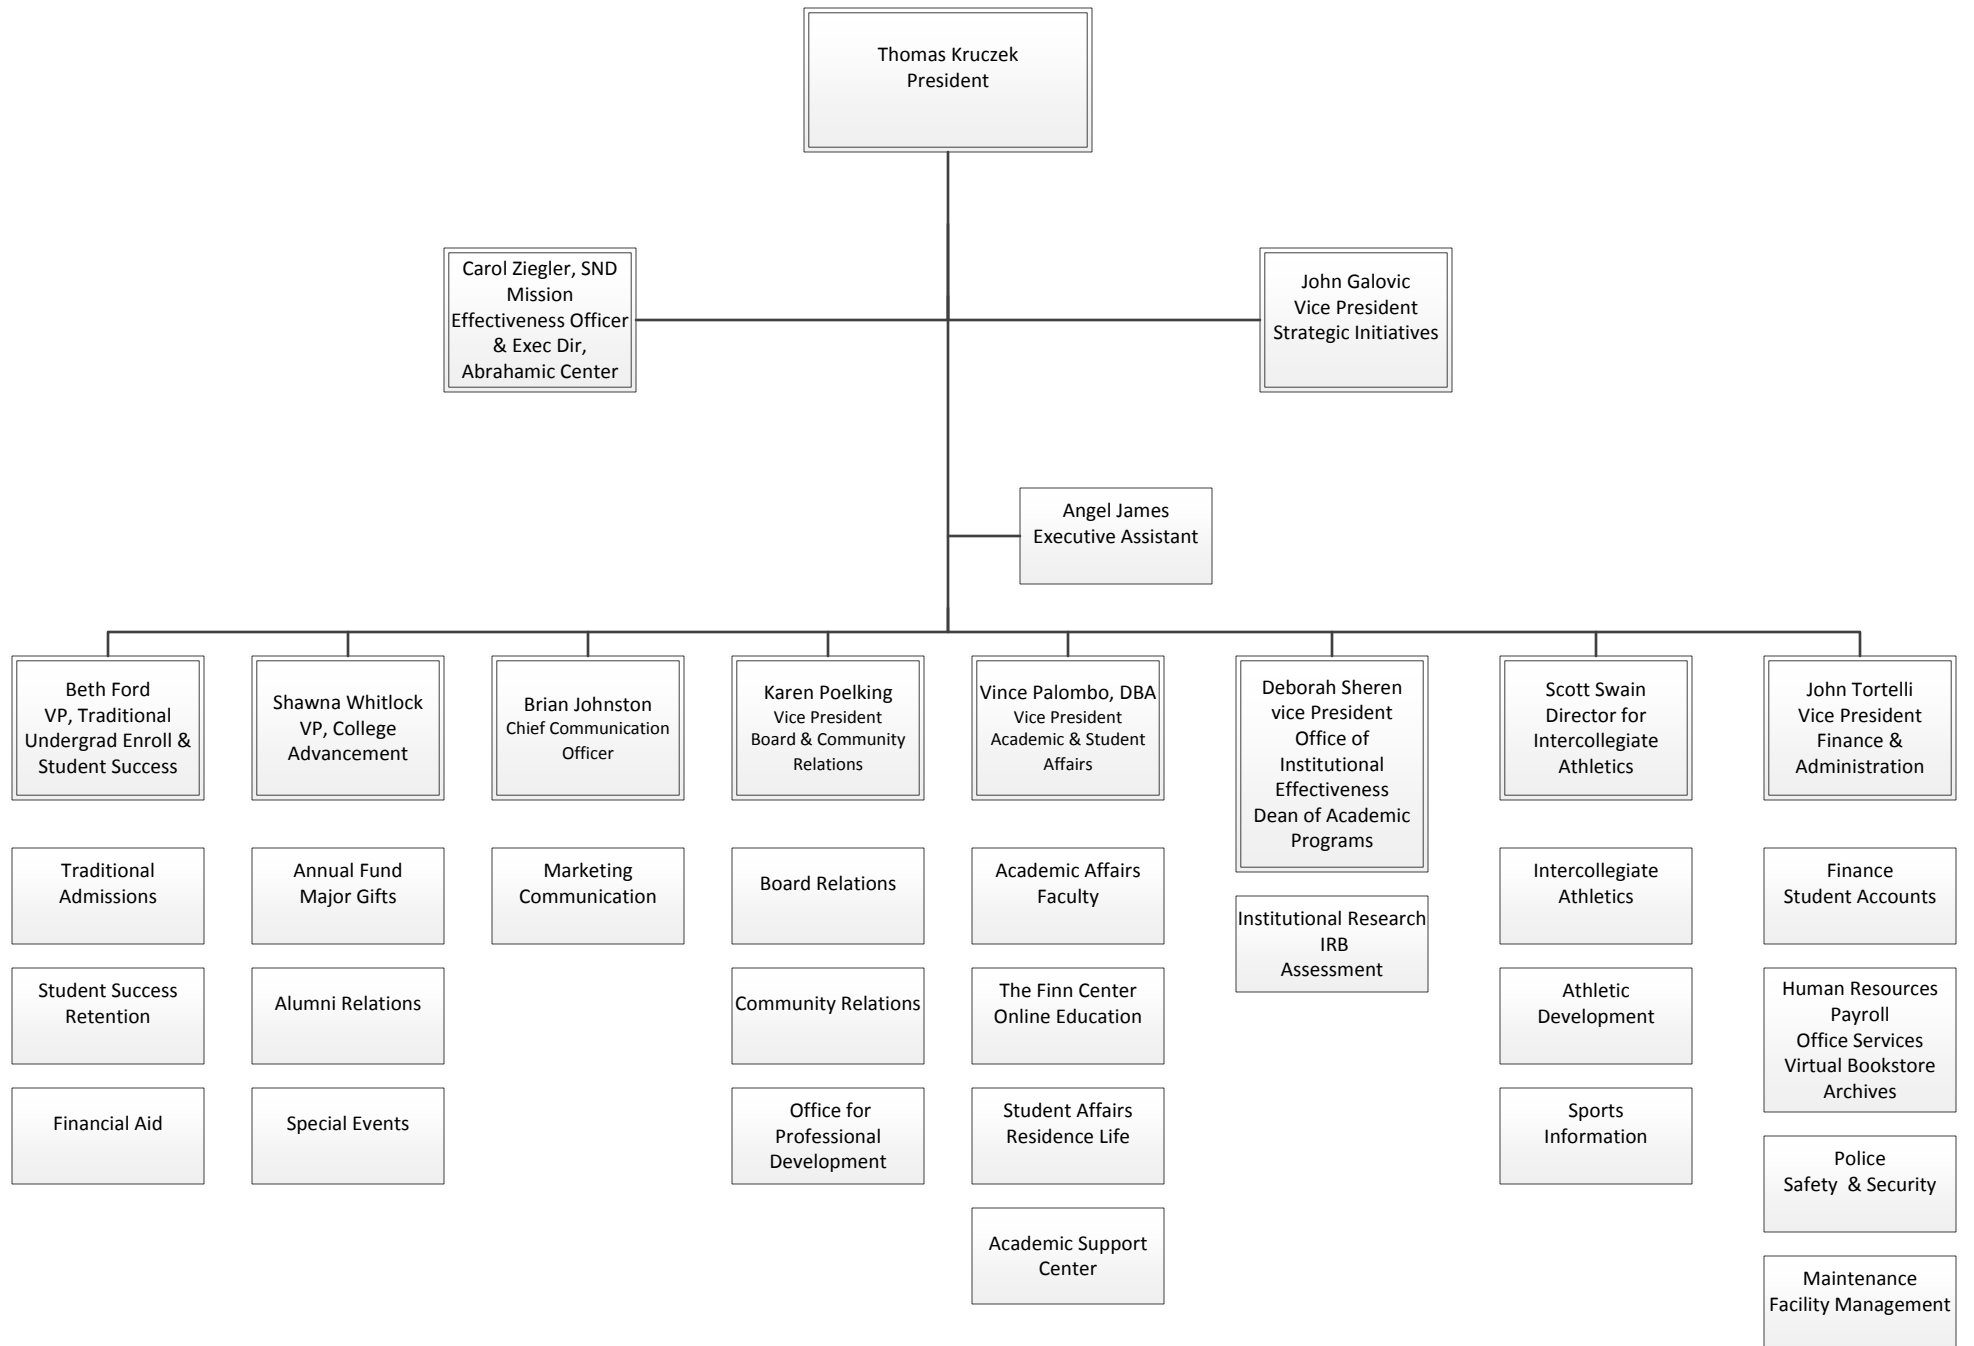 Thomas Kruczek
President
Carol Ziegler, SND
Mission
Effectiveness Officer
& Exec Dir,
Abrahamic Center
John Galovic
Vice President
Strategic Initiatives
Angel James
Executive Assistant
Beth Ford
VP, Traditional
Undergrad Enroll &
Student Success
Shawna Whitlock
VP, College
Advancement
Brian Johnston
Chief Communication
Officer
Karen Poelking
Vice President
Board & Community
Relations
Vince Palombo, DBA
Vice President
Academic & Student
Affairs
Deborah Sheren
vice President
Office of
Institutional
Effectiveness
Dean of Academic
Programs
Scott Swain
Director for
Intercollegiate
Athletics
John Tortelli
Vice President
Finance &
Administration
Traditional
Admissions
Annual Fund
Major Gifts
Marketing
Communication
Board Relations
Academic Affairs
Faculty
Institutional Research
IRB
Assessment
Intercollegiate
Athletics
Finance
Student Accounts
Student Success
Retention
Alumni Relations
Community Relations
The Finn Center
Online Education
Athletic
Development
Human Resources
Payroll
Office Services
Virtual Bookstore
Archives
Financial Aid
Special Events
Office for
Professional
Development
Student Affairs
Residence Life
Sports
Information
Police
Safety  & Security
Academic Support
Center
Maintenance
Facility Management